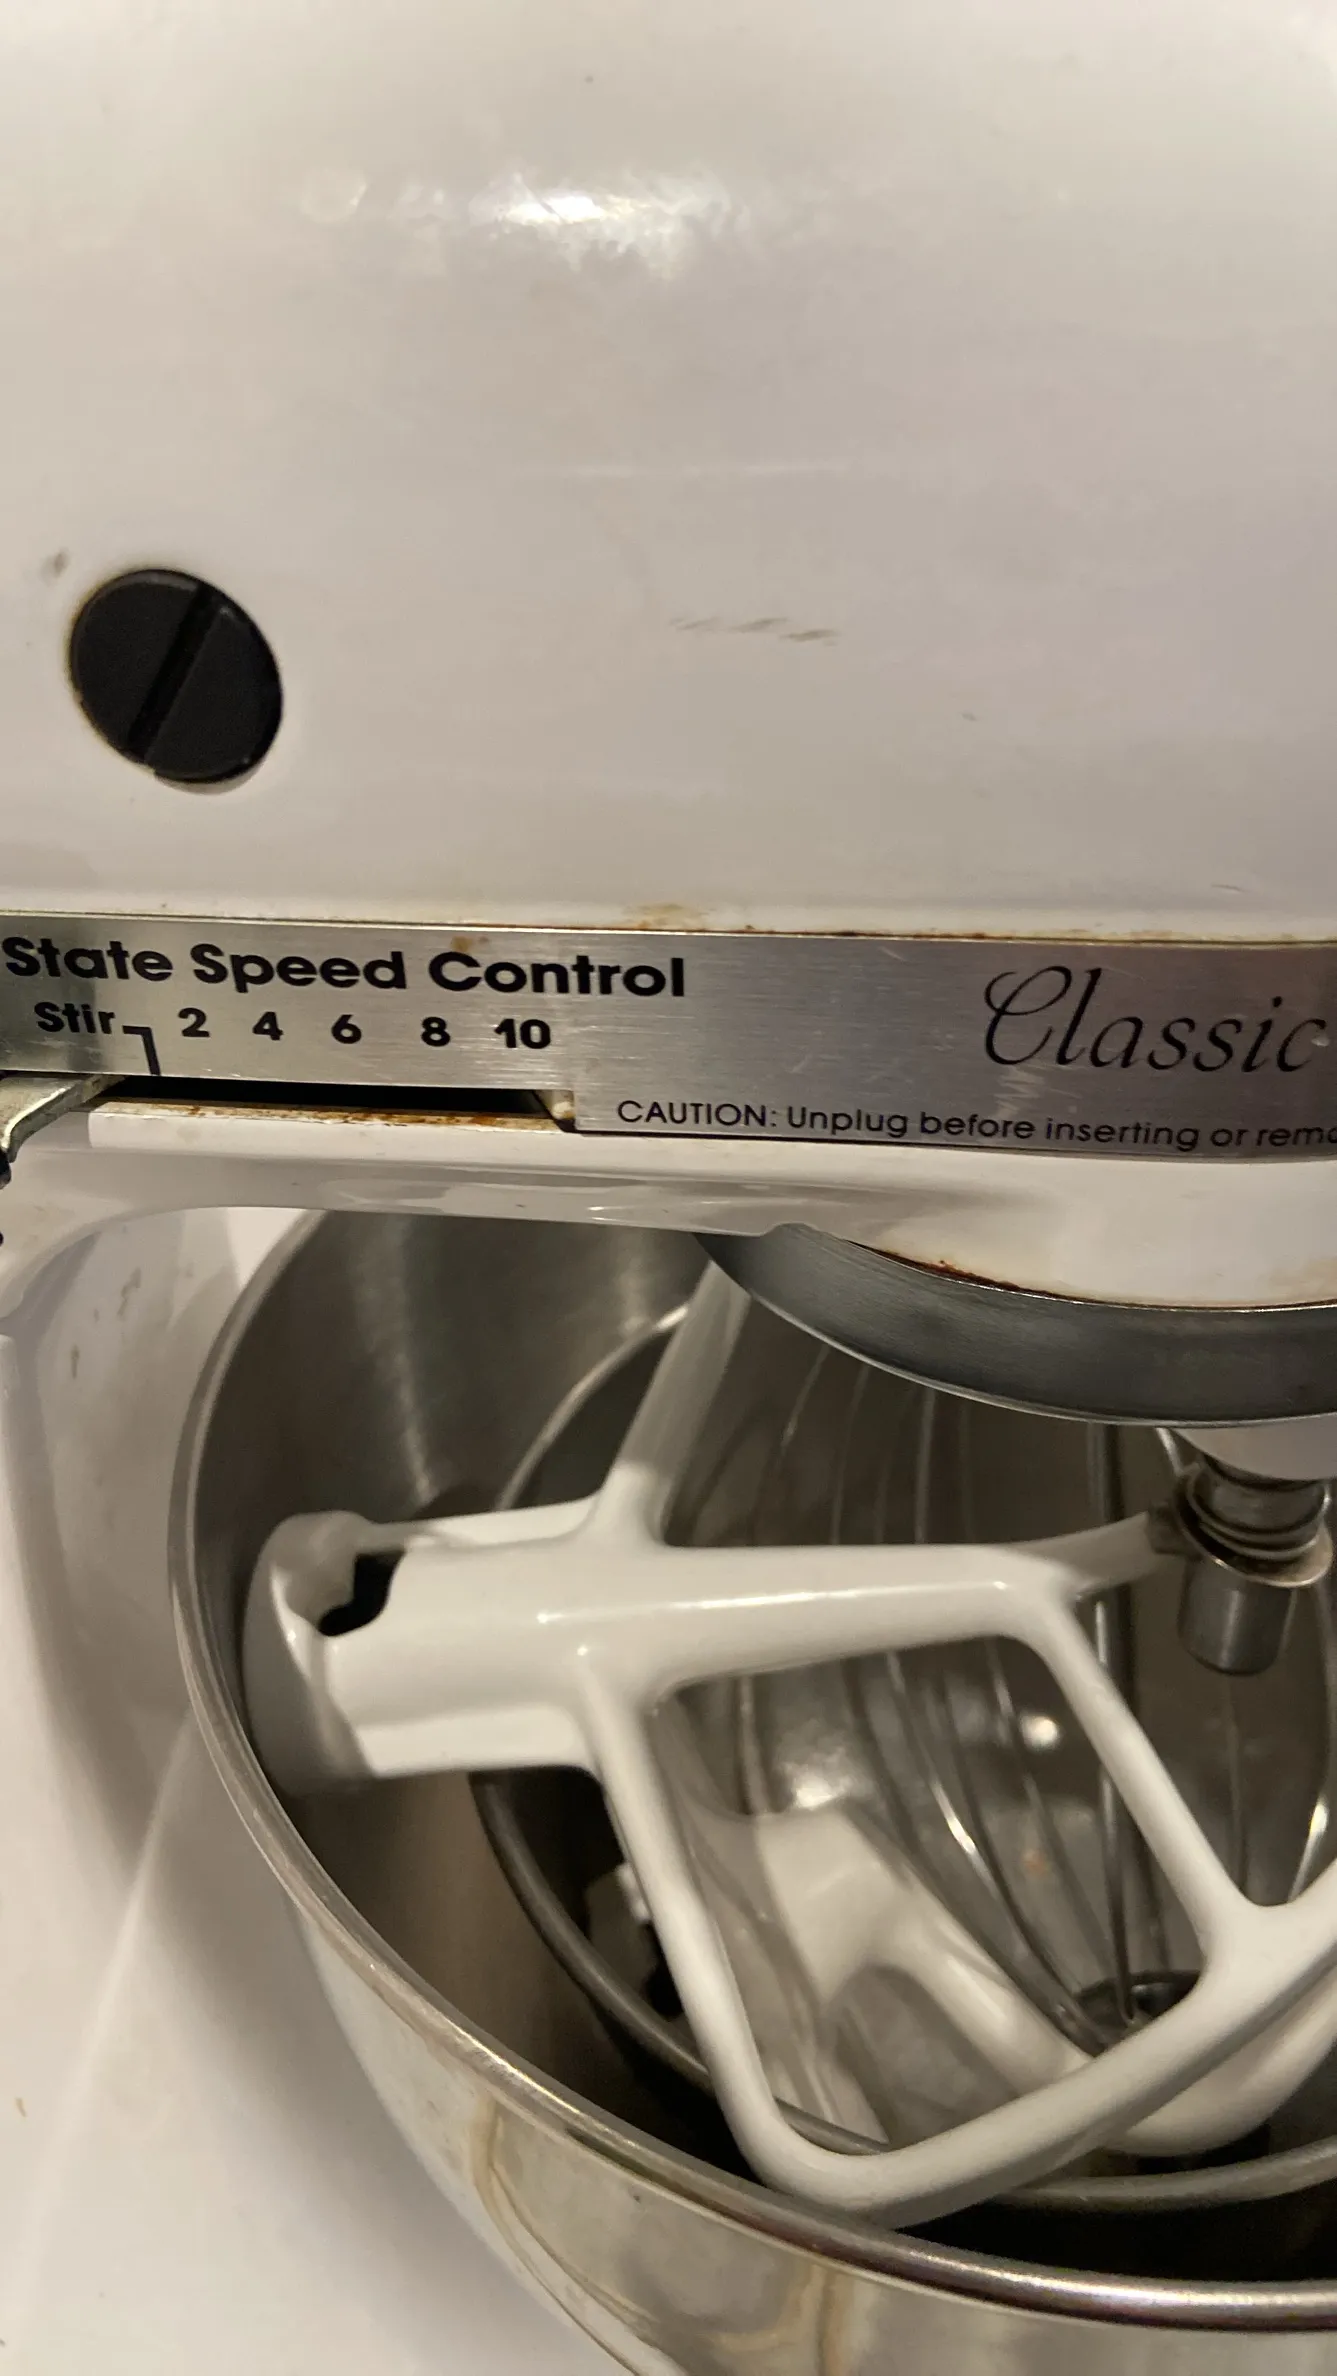 State Speed Control
Stir 2 4 6 8 10
Classic
CAUTION: Unplug before inserting or